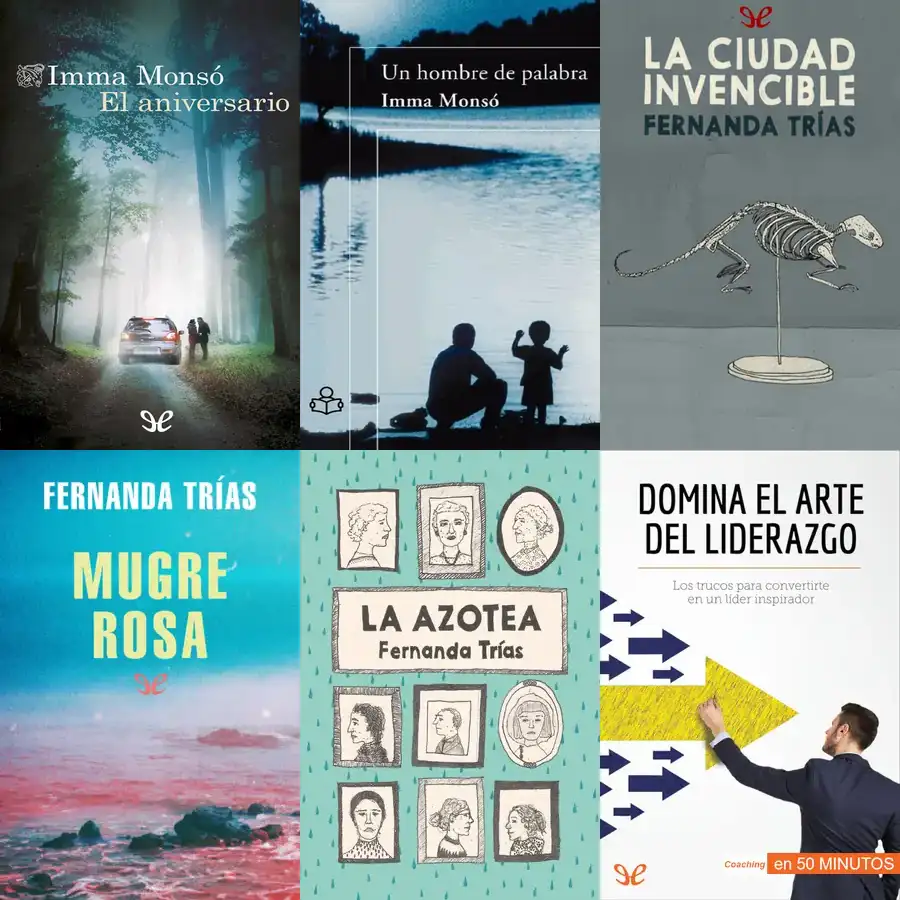 Imma Monsó
El aniversario
Un hombre de palabra
Imma Monsó
LA CIUDAD
INVENCIBLE
FERNANDA TRÍAS
FERNANDA TRÍAS
MUGRE
ROSA
LA AZOTEA
Fernanda Trías
DOMINA EL ARTE
DEL LIDERAZGO
Los trucos para convertirte
en un líder inspirador
Coaching en 50 MINUTOS